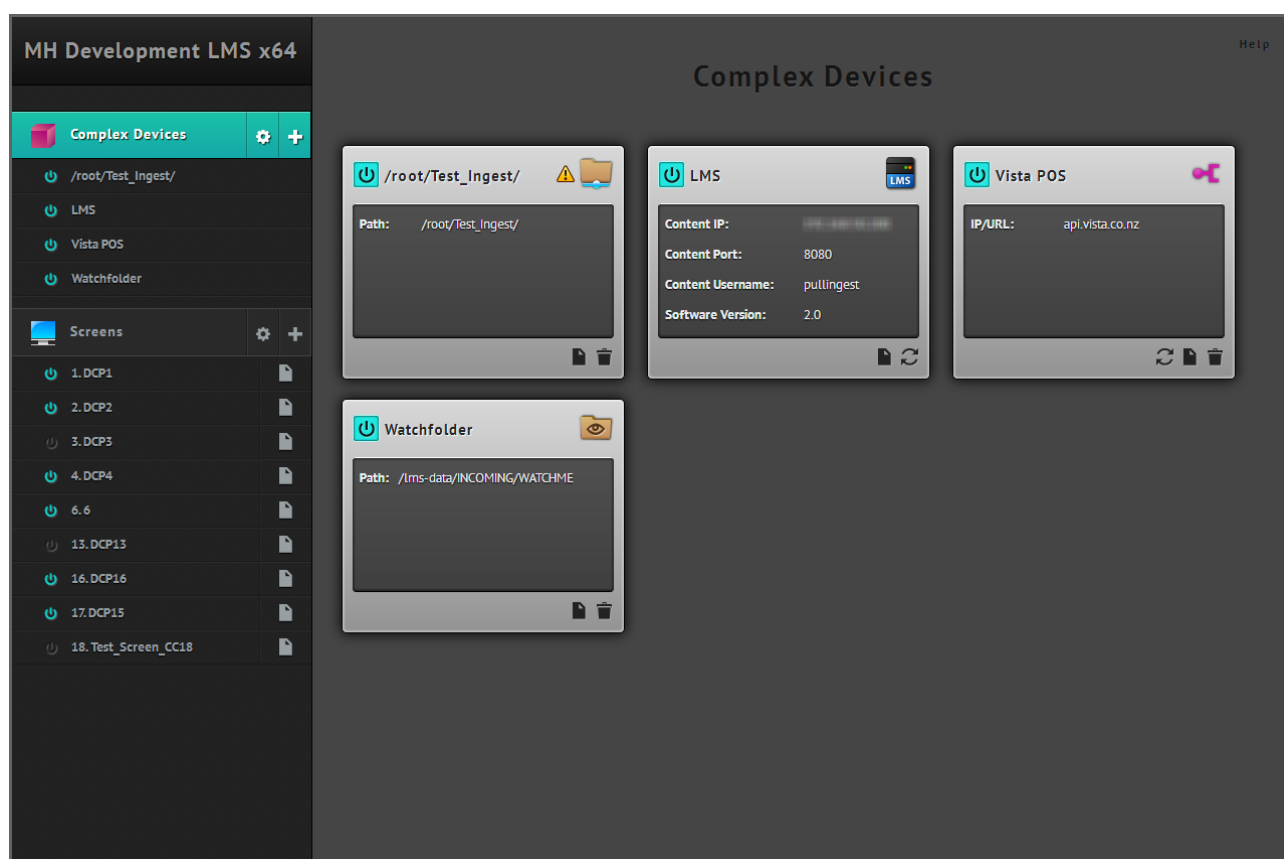 MH Development LMS x64
Complex Devices
/root/Test_Ingest/
LMS
Vista POS
Watchfolder
Screens
1. DCP1
2. DCP2
3. DCP3
4. DCP4
6. 6
13. DCP13
16. DCP16
17. DCP15
18. Test_Screen_CC18
Help
Complex Devices
/root/Test_Ingest/
Path: /root/Test_Ingest/
LMS
LMS
Content IP:
Content Port: 8080
Content Username: pullingest
Software Version: 2.0
Vista POS
IP/URL: api.vista.co.nz
Watchfolder
Path: /lms-data/INCOMING/WATCHME